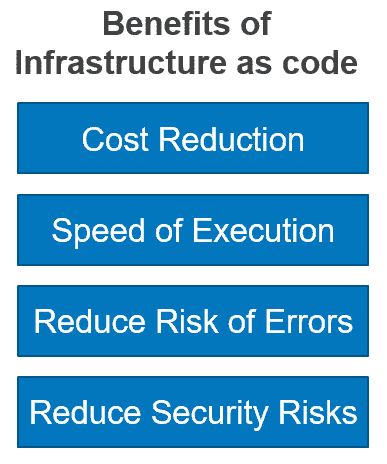 Benefits of
Infrastructure as code
Cost Reduction
Speed of Execution
Reduce Risk of Errors
Reduce Security Risks